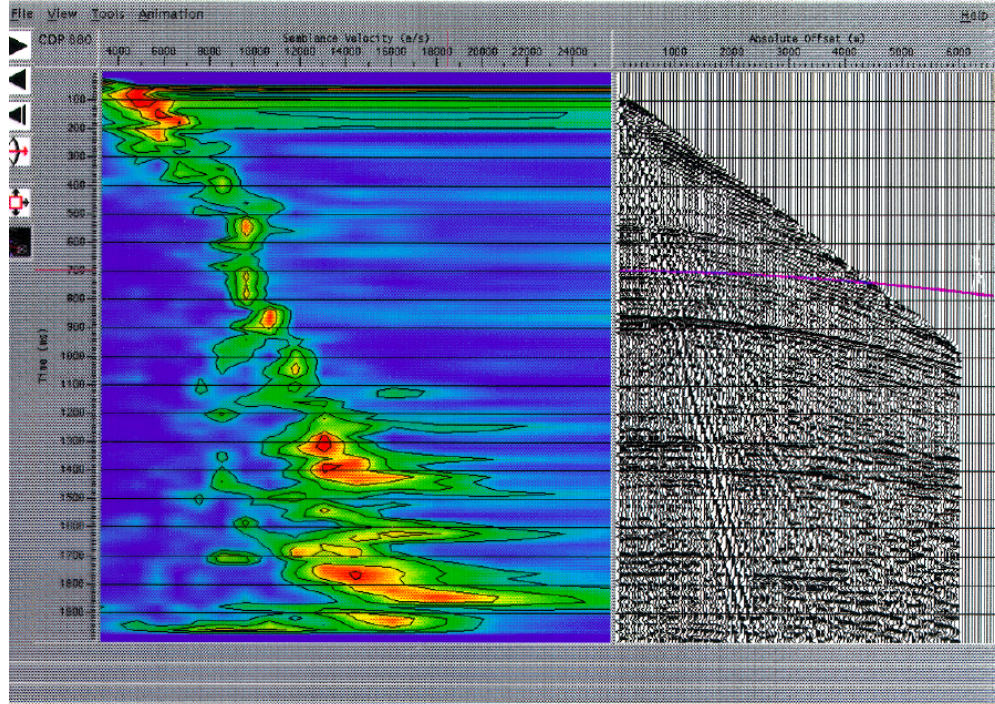 File View Tools Animation Help
CDP 880
Semblance Velocity (m/s)
4000 6000 8000 10000 12000 14000 16000 18000 20000 22000 24000
Absolute Offset (m)
1000 2000 3000 4000 5000 6000
Time (ms)
100
200
300
400
500
600
700
800
900
1000
1100
1200
1300
1400
1500
1600
1700
1800
1900